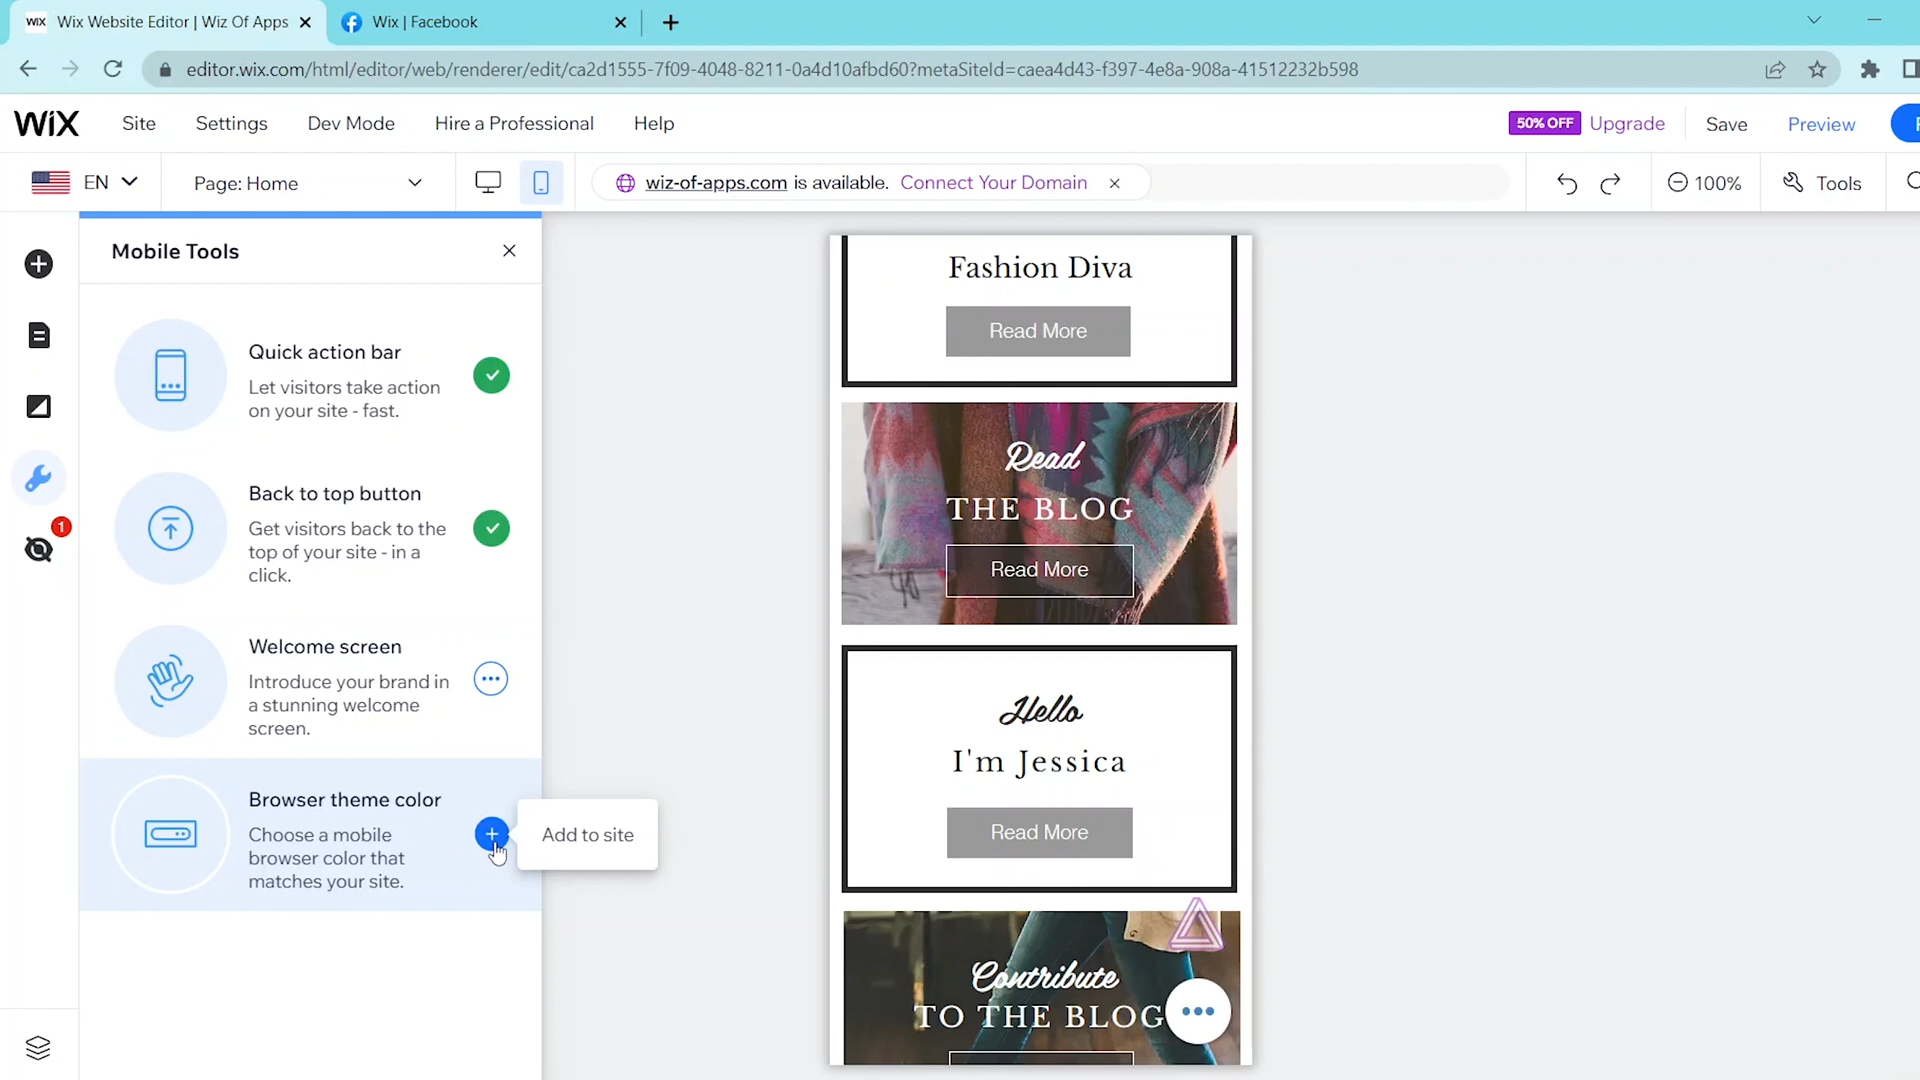 WiX Wix Website Editor | Wiz Of Apps
Wix | Facebook
editor.wix.com/html/editor/web/renderer/edit/ca2d1555-7f09-4048-8211-0a4d10afbd60?metaSiteId=caea4d43-f397-4e8a-908a-41512232b598
WiX Site Settings Dev Mode Hire a Professional Help 50% OFF Upgrade Save Preview
EN Page: Home wiz-of-apps.com is available. Connect Your Domain 100% Tools
Mobile Tools
Quick action bar
Let visitors take action
on your site - fast.
Back to top button
Get visitors back to the
top of your site - in a
click.
1
Welcome screen
Introduce your brand in
a stunning welcome
screen.
Browser theme color
Choose a mobile
browser color that
matches your site.
Add to site
Fashion Diva
Read More
Read
THE BLOG
Read More
Hello
I'm Jessica
Read More
Contribute
TO THE BLOG